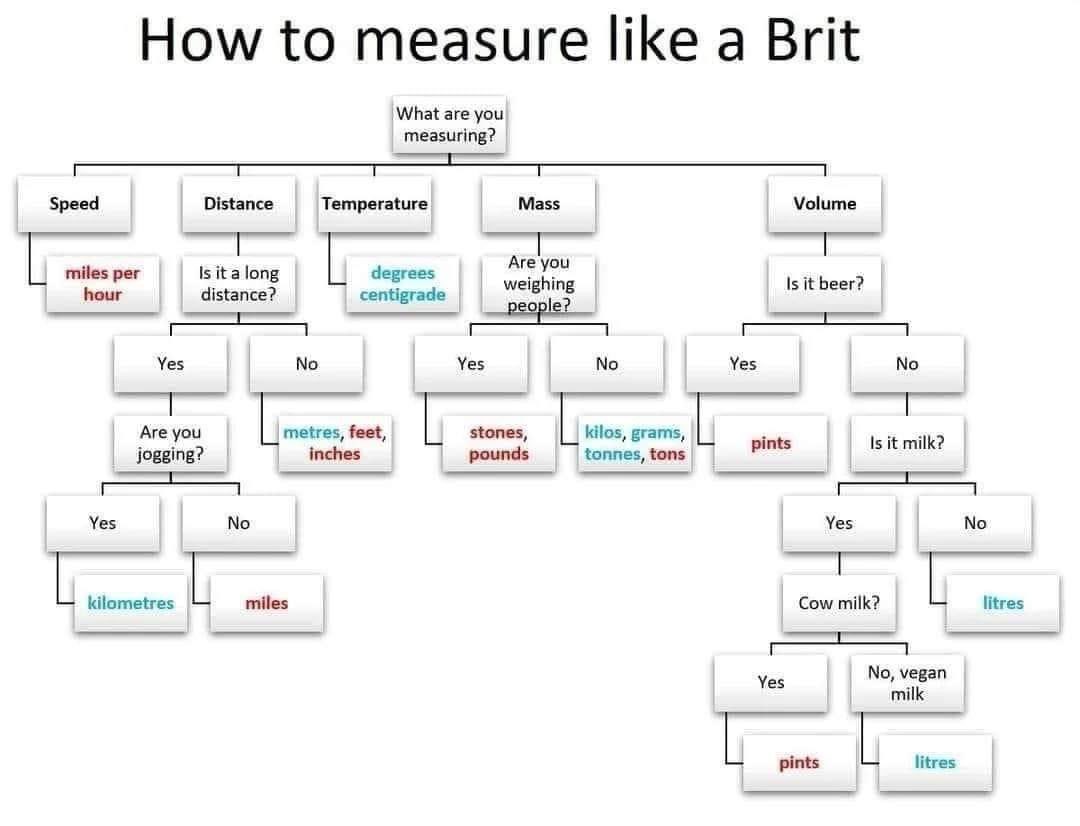 How to measure like a Brit
What are you
measuring?
Speed
Distance
Temperature
Mass
Volume
miles per
hour
Is it a long
distance?
degrees
centigrade
Are you
weighing
people?
Is it beer?
Yes
No
Yes
No
Yes
No
Are you
jogging?
metres, feet,
inches
stones,
pounds
kilos, grams,
tonnes, tons
pints
Is it milk?
Yes
No
Yes
No
kilometres
miles
Cow milk?
litres
Yes
No, vegan
milk
pints
litres